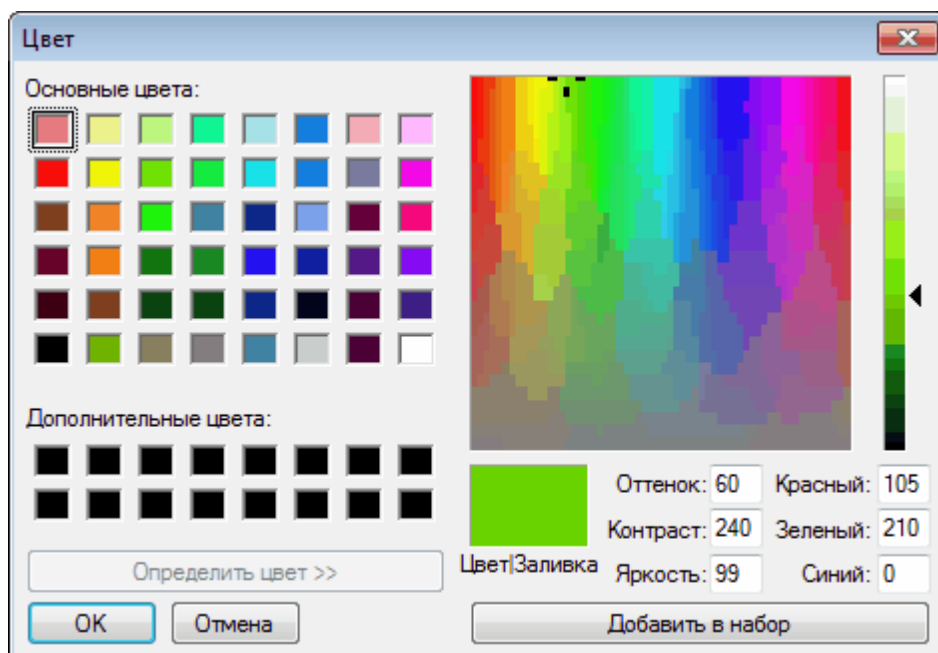 Цвет
Основные цвета:
Дополнительные цвета:
Определить цвет >>
OK
Отмена
Цвет|Заливка
Оттенок: 60
Контраст: 240
Яркость: 99
Красный: 105
Зеленый: 210
Синий: 0
Добавить в набор